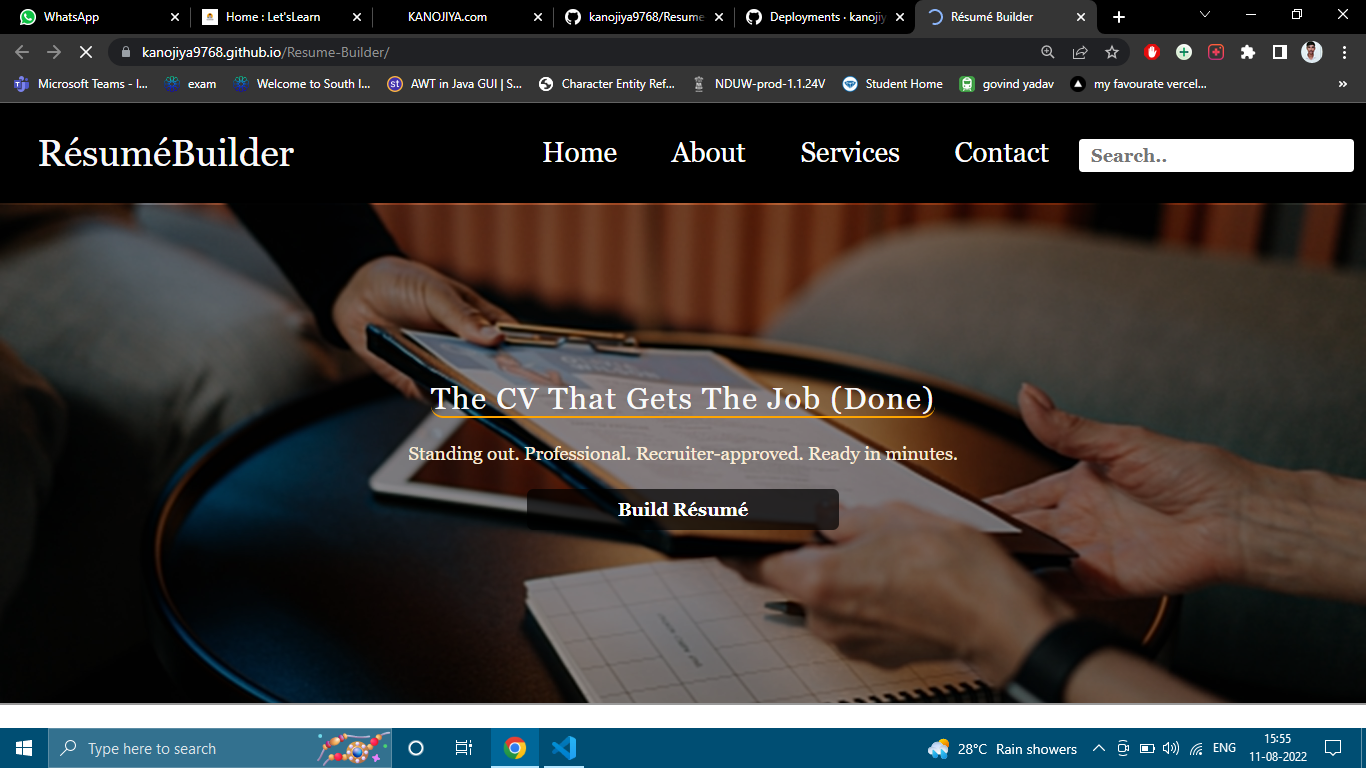 WhatsApp
Home : Let'sLearn
KANOJIYA.com
kanojiya9768/Resume
Deployments · kanojiy
Résumé Builder
kanojiya9768.github.io/Resume-Builder/
Microsoft Teams - I...
exam
Welcome to South I...
AWT in Java GUI | S...
Character Entity Ref...
NDUW-prod-1.1.24V
Student Home
govind yadav
my favourate vercel...
»
RésuméBuilder
Home
About
Services
Contact
Search..
The CV That Gets The Job (Done)
Standing out. Professional. Recruiter-approved. Ready in minutes.
Build Résumé
Type here to search
28°C Rain showers
ENG
15:55
11-08-2022